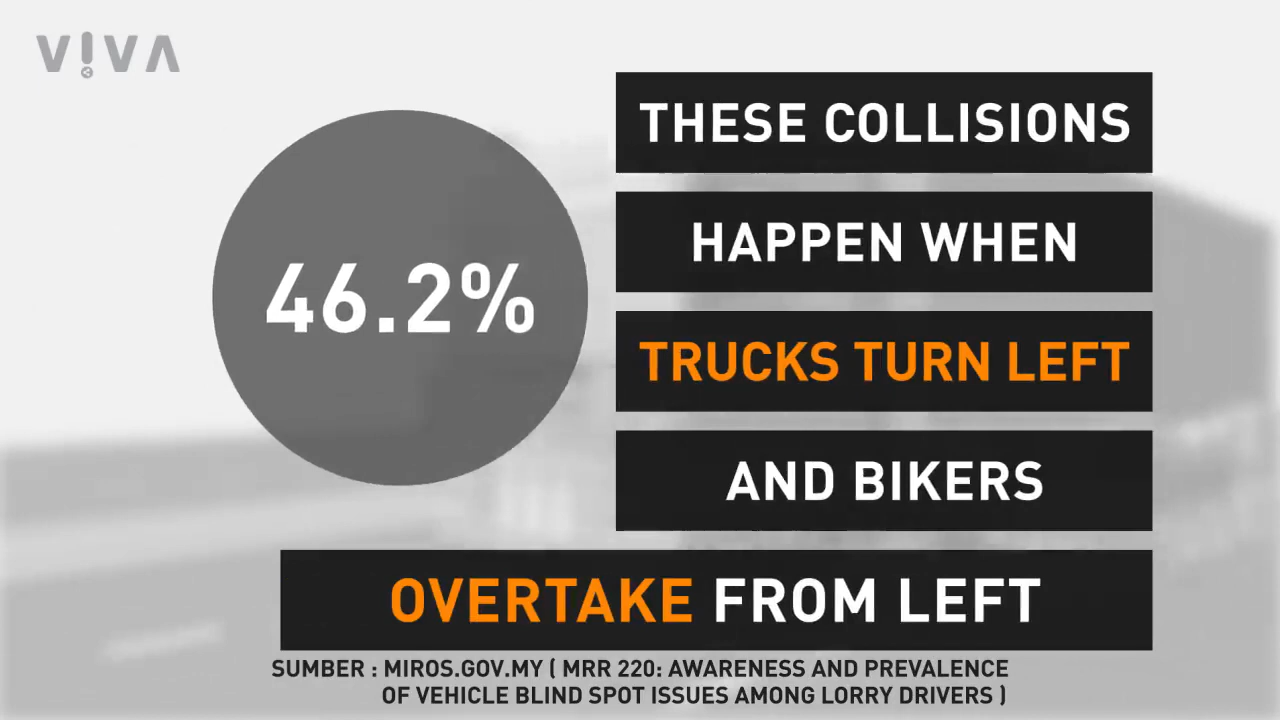 V!VA
46.2%
THESE COLLISIONS
HAPPEN WHEN
TRUCKS TURN LEFT
AND BIKERS
OVERTAKE FROM LEFT
SUMBER : MIROS.GOV.MY ( MRR 220: AWARENESS AND PREVALENCE
OF VEHICLE BLIND SPOT ISSUES AMONG LORRY DRIVERS )